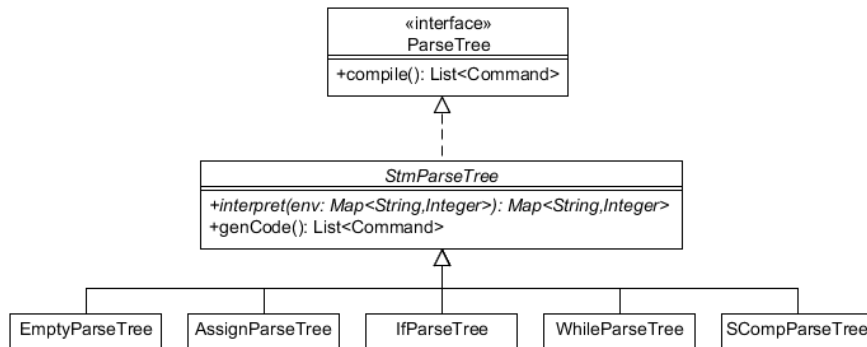 «interface»
ParseTree
+compile(): List<Command>
StmParseTree
+interpret(env: Map<String,Integer>): Map<String,Integer>
+genCode(): List<Command>
EmptyParseTree
AssignParseTree
IfParseTree
WhileParseTree
SCompParseTree